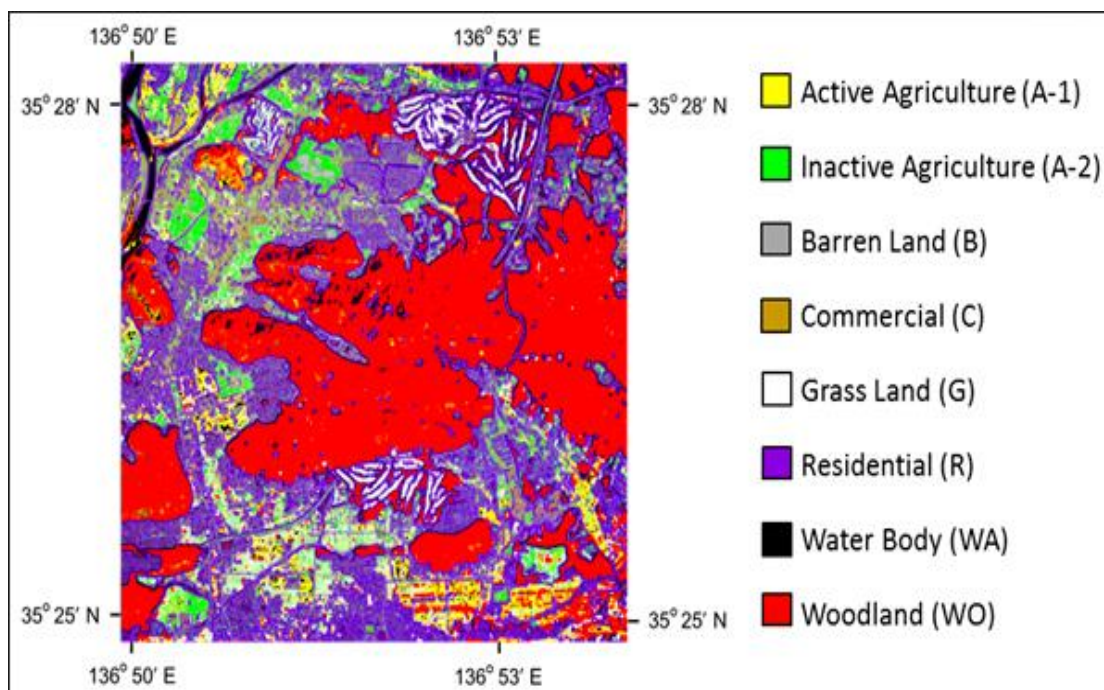 136° 50′ E
136° 53′ E
35° 28′ N
35° 28′ N
Active Agriculture (A-1)
Inactive Agriculture (A-2)
Barren Land (B)
Commercial (C)
Grass Land (G)
Residential (R)
Water Body (WA)
Woodland (WO)
35° 25′ N
35° 25′ N
136° 50′ E
136° 53′ E